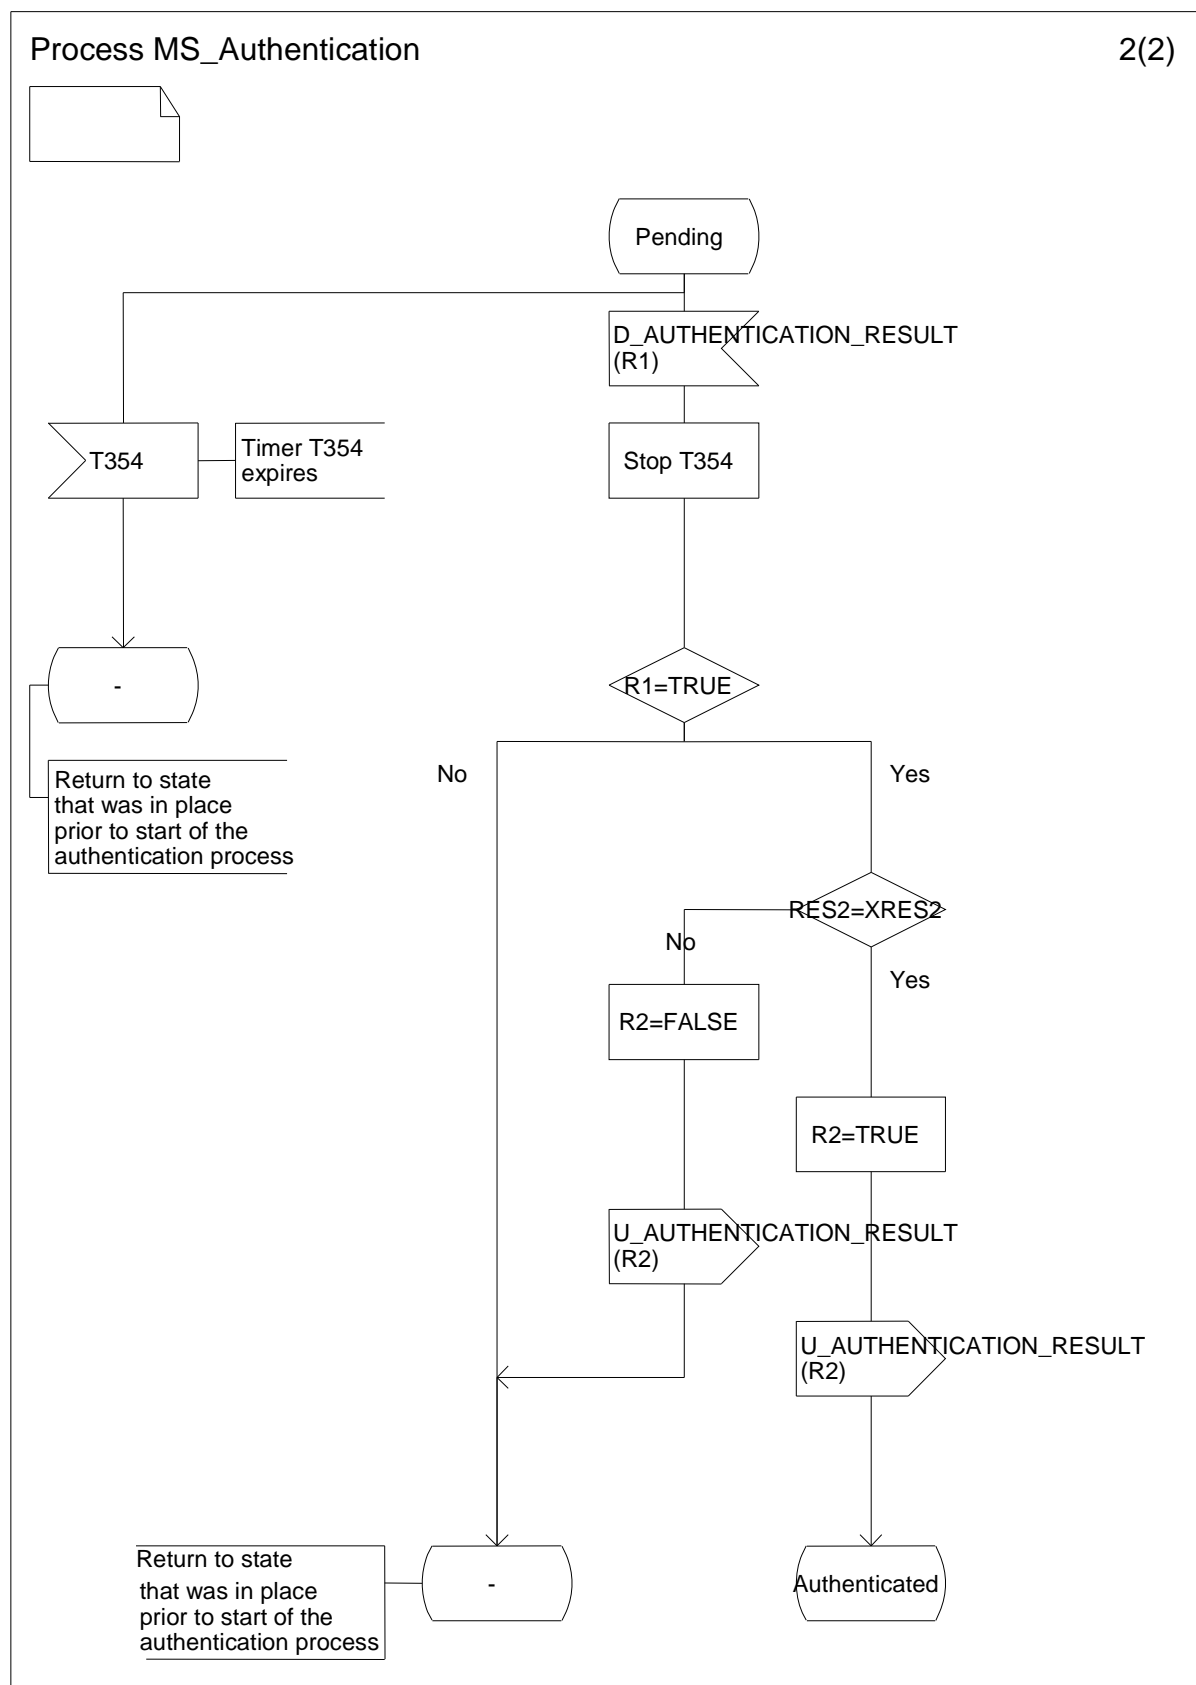 Process MS_Authentication
2(2)
Pending
D_AUTHENTICATION_RESULT
(R1)
T354
Timer T354
expires
Stop T354
-
R1=TRUE
No
Yes
Return to state
that was in place
prior to start of the
authentication process
RES2=XRES2
No
Yes
R2=FALSE
R2=TRUE
U_AUTHENTICATION_RESULT
(R2)
U_AUTHENTICATION_RESULT
(R2)
Return to state
that was in place
prior to start of the
authentication process
-
Authenticated